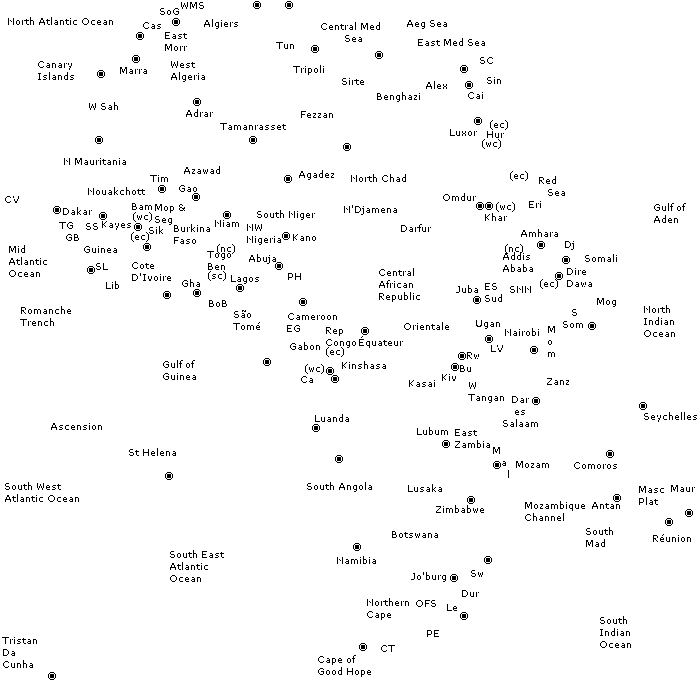 WMS
SoG
North Atlantic Ocean
Cas
Algiers
Central Med
Sea
Aeg Sea
East
Morr
Tun
East Med Sea
SC
Canary
Islands
Marra
West
Algeria
Tripoli
Sirte
Alex
Sin
Benghazi
Cai
W Sah
Adrar
Fezzan
Tamanrasset
Luxor
(ec)
Hur
(wc)
N Mauritania
Azawad
Agadez
North Chad
(ec)
Red
Sea
Tim
Nouakchott
Gao
CV
Omdur
(wc)
Khar
Eri
Gulf of
Aden
Dakar
Bam
(wc)
Mop &
Seg
South Niger
N'Djamena
TG
SS
Kayes
Sik
Niam
GB
(ec)
Burkina
Faso
NW
Nigeria
Kano
Darfur
Amhara
Mid
Atlantic
Ocean
Guinea
(nc)
Togo
Ben
(sc)
Abuja
(nc)
Addis
Ababa
Dj
Somali
SL
Cote
D'Ivoire
Lagos
PH
Central
African
Republic
Dire
Dawa
(ec)
Lib
Gha
Juba
ES
Sud
SNN
Mog
Romanche
Trench
BoB
São
Tomé
Cameroon
EG
Rep
Congo
(ec)
Équateur
Orientale
Ugan
Nairobi
M
o
m
S
Som
North
Indian
Ocean
Gabon
LV
Gulf of
Guinea
(wc)
Ca
Kinshasa
Rw
Bu
Kasai
Kiv
W
Tangan
Zanz
Dar
es
Salaam
Seychelles
Ascension
Luanda
Lubum
East
Zambia
M
a
l
Mozam
Comoros
St Helena
South West
Atlantic Ocean
South Angola
Lusaka
Zimbabwe
Mozambique
Channel
Antan
Masc
Plat
Maur
Botswana
South
Mad
Réunion
South East
Atlantic
Ocean
Namibia
Jo'burg
Sw
Dur
Northern
Cape
OFS
Le
PE
South
Indian
Ocean
Tristan
Da
Cunha
CT
Cape of
Good Hope